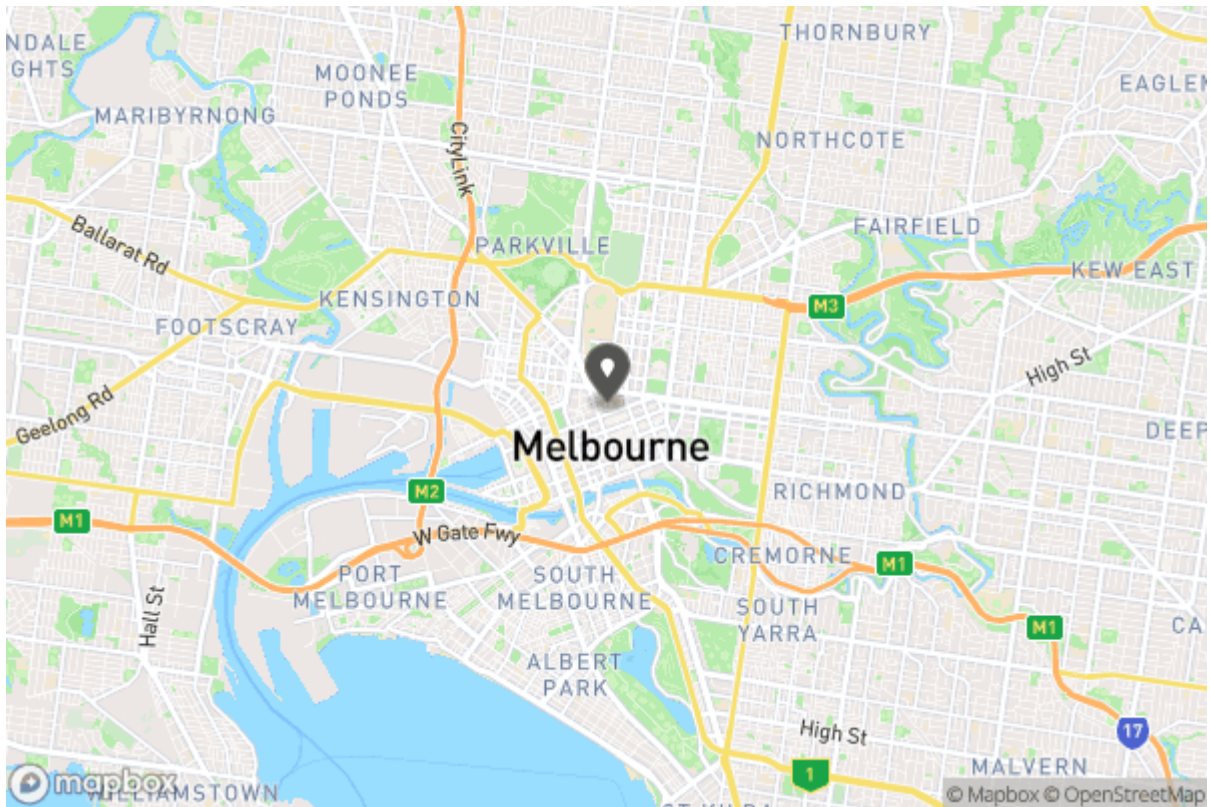 NDALE
GHTS
THORNBURY
MOONEE
PONDS
EAGLEM
MARIBYRNONG
CityLink
NORTHCOTE
Ballarat Rd
PARKVILLE
FAIRFIELD
KEW EAST
KENSINGTON
M3
FOOTSCRAY
High St
Geelong Rd
Melbourne
DEEP
M2
RICHMOND
M1
W Gate Fwy
CREMORNE
M1
PORT
MELBOURNE
SOUTH
MELBOURNE
Hall St
SOUTH
YARRA
M1
CA
ALBERT
PARK
High St
17
MALVERN
1
mapbox
WILLIAMSTOWN
© Mapbox © OpenStreetMap